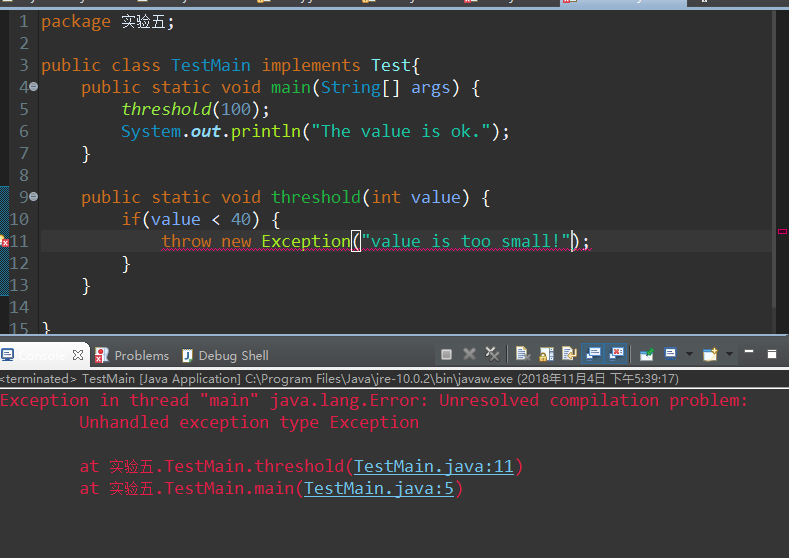 1 package 实验五;
2
3 public class TestMain implements Test{
4 public static void main(String[] args) {
5 threshold(100);
6 System.out.println("The value is ok.");
7 }
8
9 public static void threshold(int value) {
10 if(value < 40) {
11 throw new Exception("value is too small!");
12 }
13 }
14
15 }
Console Problems Debug Shell
<terminated> TestMain [Java Application] C:\Program Files\Java\jre-10.0.2\bin\javaw.exe (2018年11月4日 下午5:39:17)
Exception in thread "main" java.lang.Error: Unresolved compilation problem:
Unhandled exception type Exception
at 实验五.TestMain.threshold(TestMain.java:11)
at 实验五.TestMain.main(TestMain.java:5)